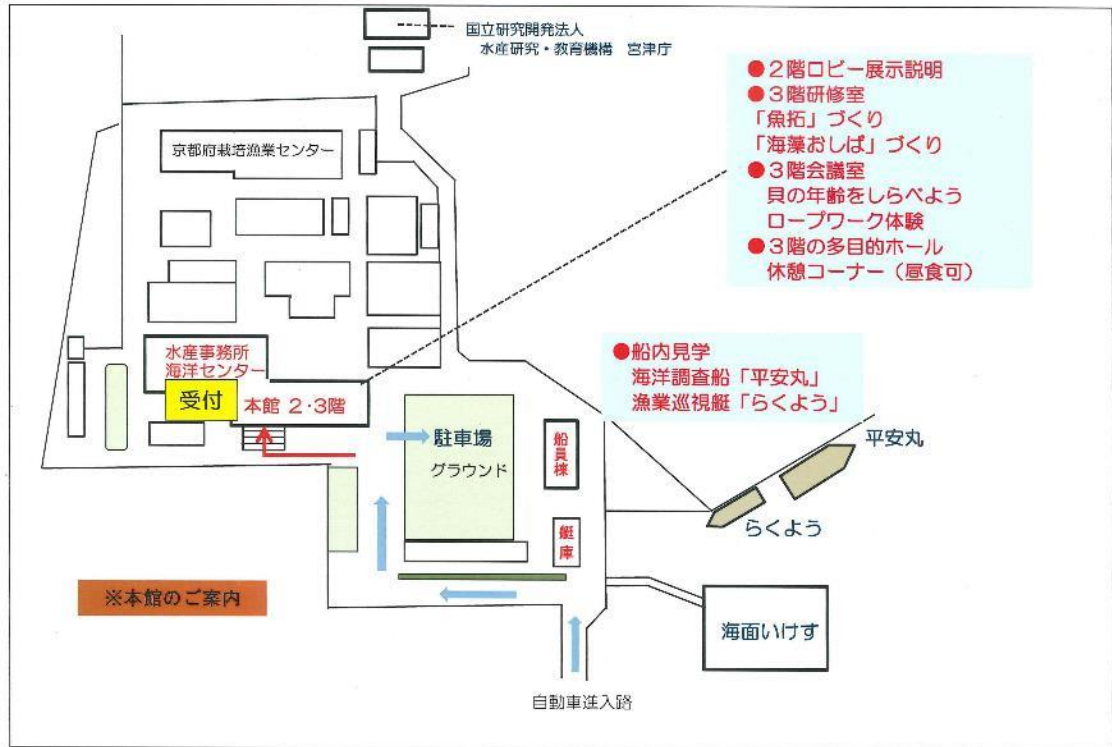 国立研究開発法人
水産研究・教育機構 宮津庁
●2階ロビー展示説明
●3階研修室
「魚拓」づくり
「海藻おしば」づくり
●3階会議室
貝の年齢をしらべよう
ロープワーク体験
●3階の多目的ホール
休憩コーナー(昼食可)
京都府栽培漁業センター
水産事務所
海洋センター
受付
本館 2・3階
●船内見学
海洋調査船「平安丸」
漁業巡視艇「らくよう」
駐車場
グラウンド
船員棟
艇庫
平安丸
らくよう
※本館のご案内
海面いけす
自動車進入路